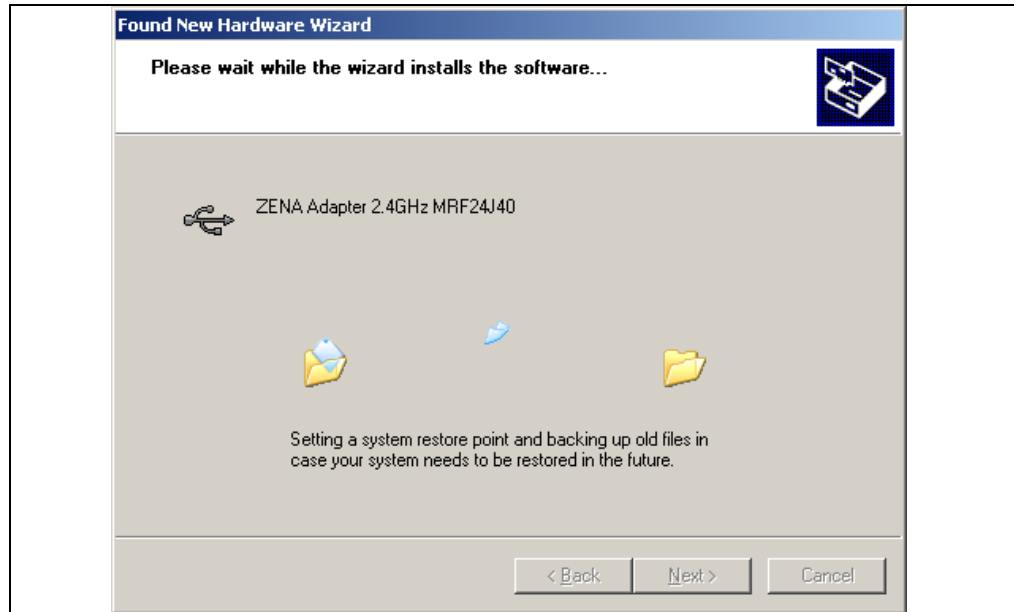 Found New Hardware Wizard
Please wait while the wizard installs the software...
ZENA Adapter 2.4GHz MRF24J40
Setting a system restore point and backing up old files in
case your system needs to be restored in the future.
< Back
Next >
Cancel